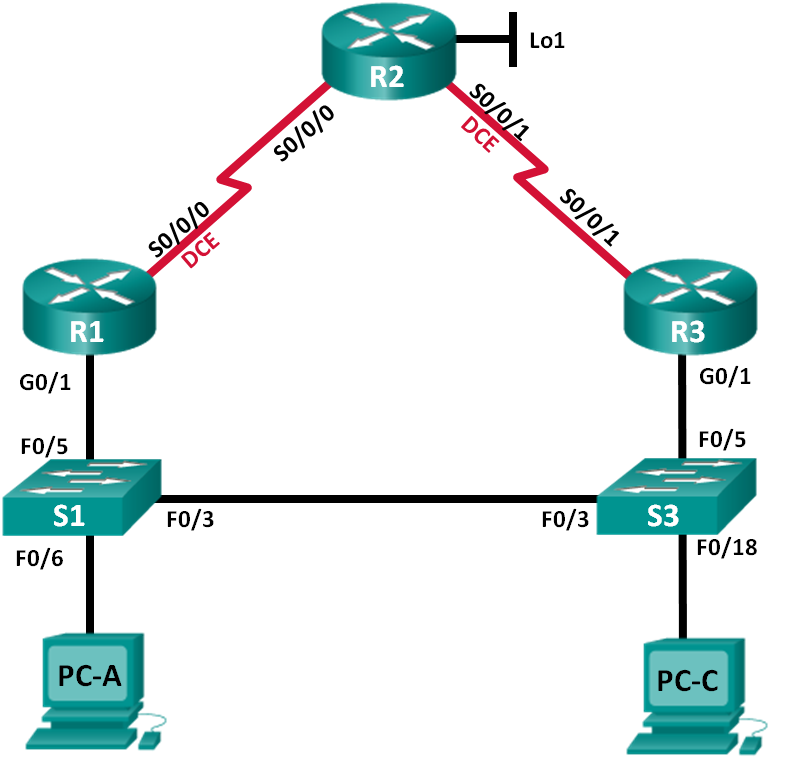 Lo1
R2
S0/0/1
DCE
S0/0/0
S0/0/0
DCE
S0/0/1
R1
R3
G0/1
G0/1
F0/5
F0/5
S1
F0/3
F0/3
S3
F0/6
F0/18
PC-A
PC-C